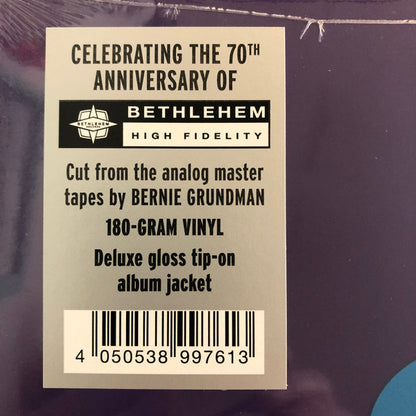 CELEBRATING THE 70TH
ANNIVERSARY OF
BETHLEHEM
BETHLEHEM
HIGH FIDELITY
Cut from the analog master
tapes by BERNIE GRUNDMAN
180-GRAM VINYL
Deluxe gloss tip-on
album jacket
4 050538 997613